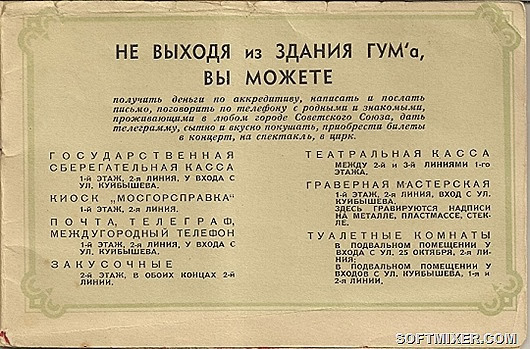 НЕ ВЫХОДЯ из ЗДАНИЯ ГУМ'а,
ВЫ МОЖЕТЕ
получить деньги по аккредитиву, написать и послать
письмо, поговорить по телефону с родными и знакомыми,
проживающими в любом городе Советского Союза, дать
телеграмму, сытно и вкусно покушать, приобрести билеты
в концерт, на спектакль, в цирк.
ГОСУДАРСТВЕННАЯ
СБЕРЕГАТЕЛЬНАЯ КАССА
1-й ЭТАЖ, 2-я ЛИНИЯ, У ВХОДА С
УЛ. КУЙБЫШЕВА.
КИОСК „МОСГОРСПРАВКА"
1-й ЭТАЖ, 2-я ЛИНИЯ.
ПОЧТА, ТЕЛЕГРАФ,
МЕЖДУГОРОДНЫЙ ТЕЛЕФОН
1-й ЭТАЖ, 2-я ЛИНИЯ, У ВХОДА С
УЛ. КУЙБЫШЕВА.
ЗАКУСОЧНЫЕ
2-й ЭТАЖ, В ОБОИХ КОНЦАХ 2-й
ЛИНИИ.
ТЕАТРАЛЬНАЯ КАССА
МЕЖДУ 2-й И 3-й ЛИНИЯМИ 1-го
ЭТАЖА.
ГРАВЕРНАЯ МАСТЕРСКАЯ
1-й ЭТАЖ, 2-я ЛИНИЯ, ВХОД С УЛ.
КУЙБЫШЕВА.
ЗДЕСЬ ГРАВИРУЮТСЯ НАДПИСИ
НА МЕТАЛЛЕ, ПЛАСТМАССЕ, СТЕК-
ЛЕ.
ТУАЛЕТНЫЕ КОМНАТЫ
В ПОДВАЛЬНОМ ПОМЕЩЕНИИ У
ВХОДА С УЛ. 25 ОКТЯБРЯ, 2-я ЛИ-
НИЯ;
В ПОДВАЛЬНОМ ПОМЕЩЕНИИ У
ВХОДОВ С УЛ. КУЙБЫШЕВА, 1-я и
2-й ЛИНИИ.
SOFTMIXER.COM